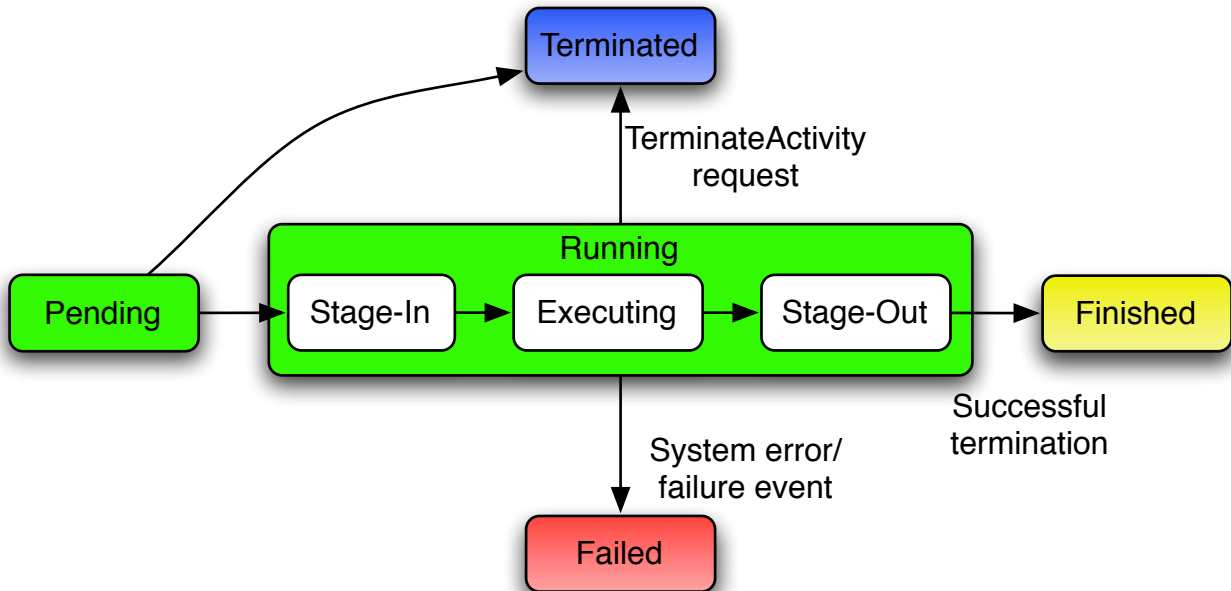 Terminated
TerminateActivity
request
Running
Pending
Stage-In
Executing
Stage-Out
Finished
Successful
termination
System error/
failure event
Failed